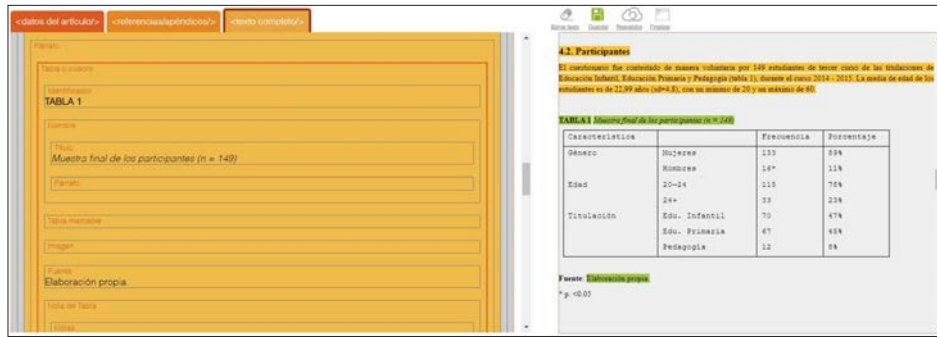 <datos del artículo/>
<referencias/apéndices/>
<texto completo/>
Párrafo
Tabla o cuadro
Identificador
TABLA 1
Nombre
Título
Muestra final de los participantes (n = 149)
Párrafo
Imagen
Fuente
Elaboración propia.
Nota de Tabla
Notas
Guardar
Finalizar
4.2. Participantes
El cuestionario fue contestado de manera voluntaria por 149 estudiantes de tercer curso de las titulaciones de
Educación Infantil, Educación Primaria y Pedagogía (tabla 1), durante el curso 2014 - 2015. La media de edad de los
estudiantes es de 22,99 años (sd=4,8), con un mínimo de 20 y un máximo de 60.
TABLA 1 Muestra final de los participantes (n = 149)
Característica Frecuencia Porcentaje
Género Mujeres 133 89%
Hombres 16* 11%
Edad 20-24 115 78%
24+ 33 23%
Titulación Edu. Infantil 70 47%
Edu. Primaria 67 45%
Pedagogía 12 8%
Fuente: Elaboración propia.
* p. <0.05